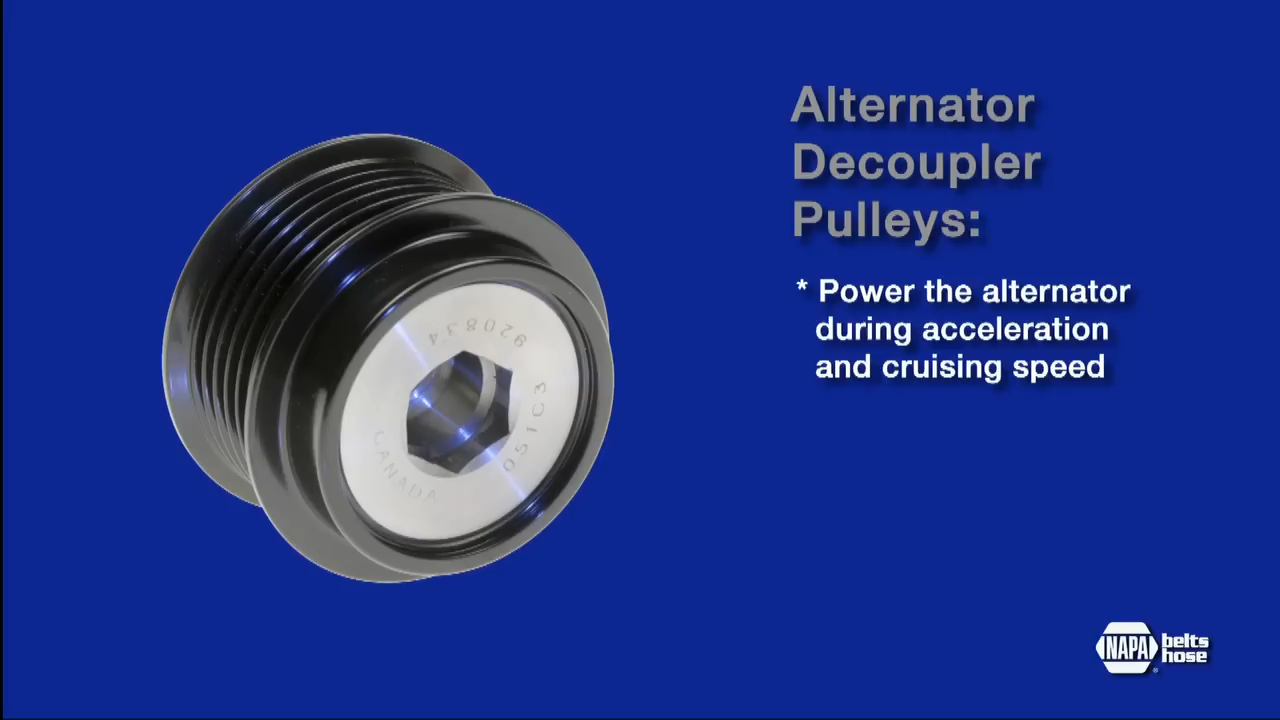 Alternator
Decoupler
Pulleys:
* Power the alternator
during acceleration
and cruising speed
920834
051C3
CANADA
NAPA
belts
hose